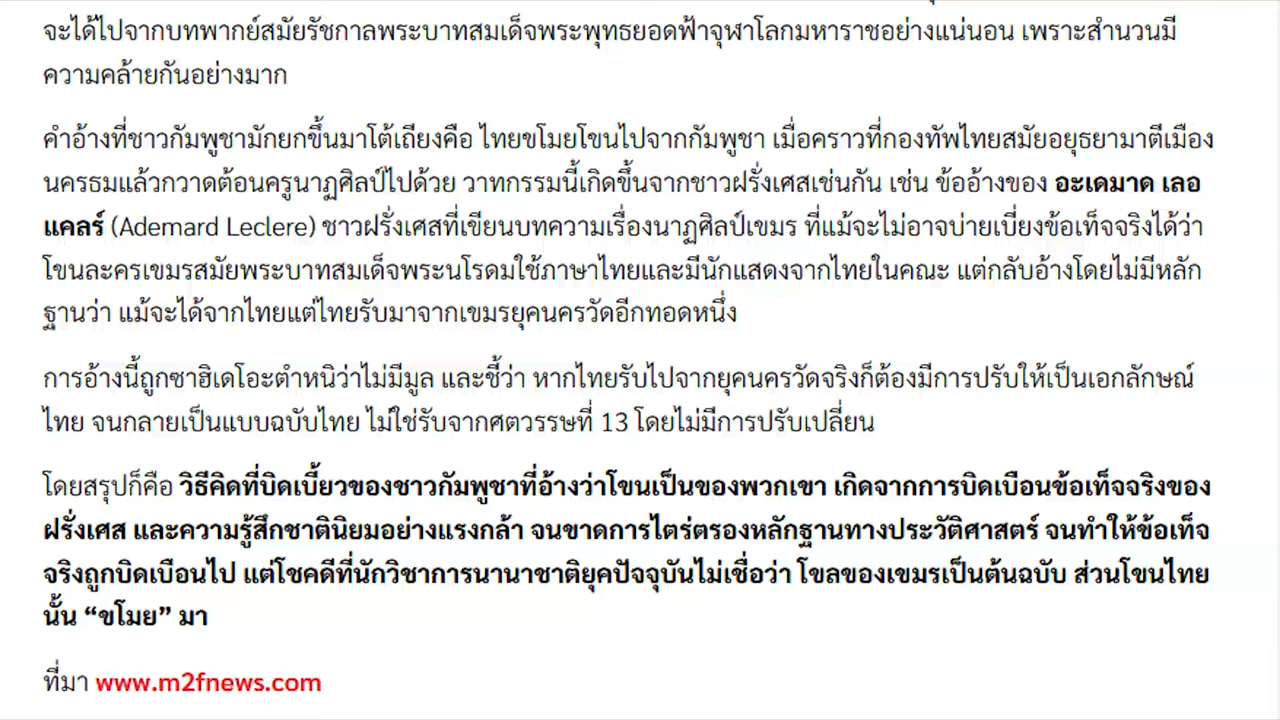 จะได้ไปจากบทพากย์สมัยรัชกาลพระบาทสมเด็จพระพุทธยอดฟ้าจุฬาโลกมหาราชอย่างแน่นอน เพราะสำนวนมี
ความคล้ายกันอย่างมาก
คำอ้างที่ชาวกัมพูชามักยกขึ้นมาโต้เถียงคือ ไทยขโมยโขนไปจากกัมพูชา เมื่อคราวที่กองทัพไทยสมัยอยุธยามาตีเมือง
นครธมแล้วกวาดต้อนครูนาฏศิลป์ไปด้วย วาทกรรมนี้เกิดขึ้นจากชาวฝรั่งเศสเช่นกัน เช่น ข้ออ้างของ อะเดมาด เลอ
แคลร์ (Ademard Leclere) ชาวฝรั่งเศสที่เขียนบทความเรื่องนาฏศิลป์เขมร ที่แม้จะไม่อาจบ่ายเบี่ยงข้อเท็จจริงได้ว่า
โขนละครเขมรสมัยพระบาทสมเด็จพระนโรดมใช้ภาษาไทยและมีนักแสดงจากไทยในคณะ แต่กลับอ้างโดยไม่มีหลัก
ฐานว่า แม้จะได้จากไทยแต่ไทยรับมาจากเขมรยุคนครวัดอีกทอดหนึ่ง
การอ้างนี้ถูกซาฮิเดโอะตำหนิว่าไม่มีมูล และชี้ว่า หากไทยรับไปจากยุคนครวัดจริงก็ต้องมีการปรับให้เป็นเอกลักษณ์
ไทย จนกลายเป็นแบบฉบับไทย ไม่ใช่รับจากศตวรรษที่ 13 โดยไม่มีการปรับเปลี่ยน
โดยสรุปก็คือ วิธีคิดที่บิดเบี้ยวของชาวกัมพูชาที่อ้างว่าโขนเป็นของพวกเขา เกิดจากการบิดเบือนข้อเท็จจริงของ
ฝรั่งเศส และความรู้สึกชาตินิยมอย่างแรงกล้า จนขาดการไตร่ตรองหลักฐานทางประวัติศาสตร์ จนทำให้ข้อเท็จ
จริงถูกบิดเบือนไป แต่โชคดีที่นักวิชาการนานาชาติยุคปัจจุบันไม่เชื่อว่า โขลของเขมรเป็นต้นฉบับ ส่วนโขนไทย
นั้น “ขโมย” มา
ที่มา www.m2fnews.com